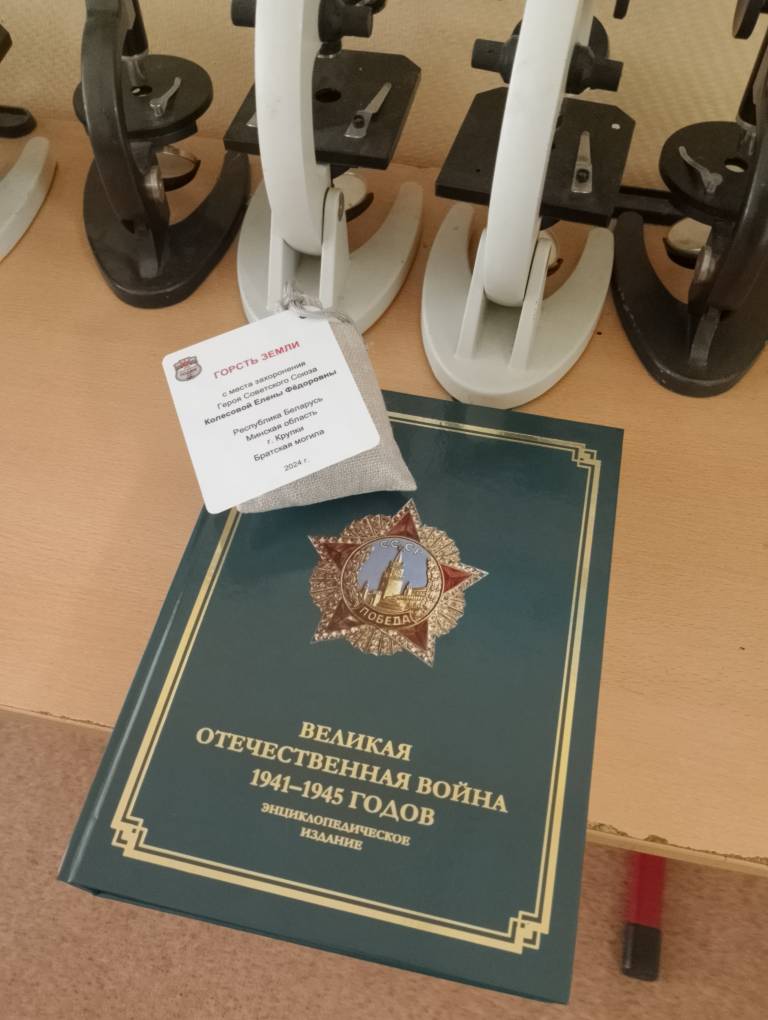 ГОРСТЬ ЗЕМЛИ
с места захоронения
Героя Советского Союза
Колесовой Елены Фёдоровны
Республика Беларусь
Минская область
г. Крупки
Братская могила
2024 г.
СССР
ПОБЕДА
ВЕЛИКАЯ
ОТЕЧЕСТВЕННАЯ ВОЙНА
1941–1945 ГОДОВ
ЭНЦИКЛОПЕДИЧЕСКОЕ
ИЗДАНИЕ